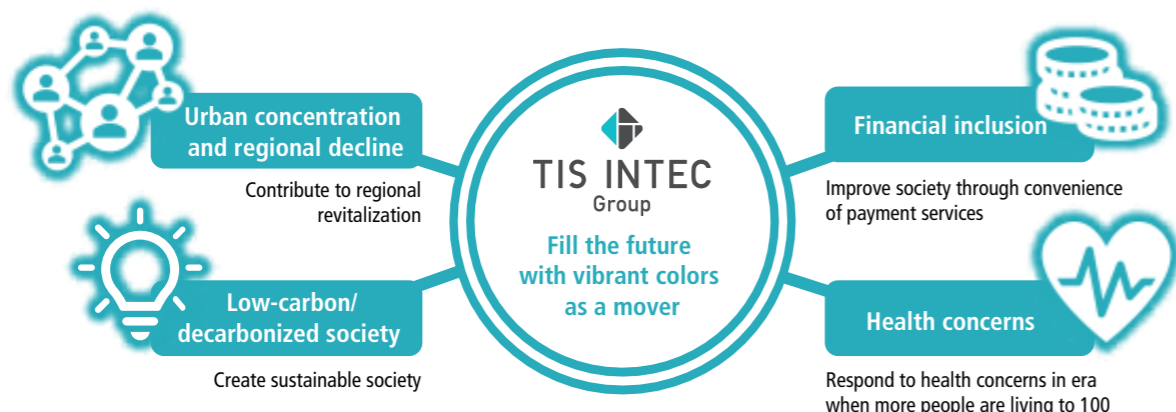 Urban concentration
and regional decline
Contribute to regional
revitalization
Low-carbon/
decarbonized society
Create sustainable society
TIS INTEC
Group
Fill the future
with vibrant colors
as a mover
Financial inclusion
Improve society through convenience
of payment services
Health concerns
Respond to health concerns in era
when more people are living to 100